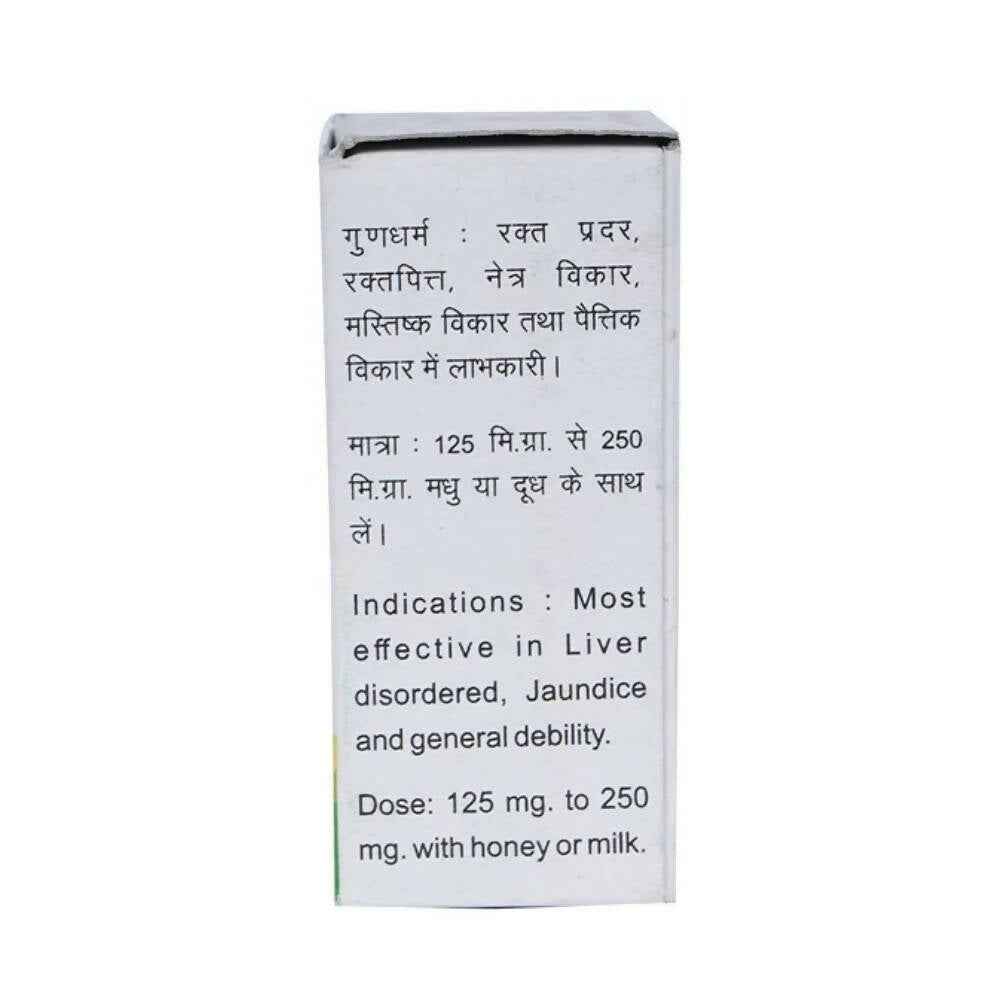 गुणधर्म : रक्त प्रदर,
रक्तपित्त, नेत्र विकार,
मस्तिष्क विकार तथा पैत्तिक
विकार में लाभकारी।
मात्रा : 125 मि.ग्रा. से 250
मि.ग्रा. मधु या दूध के साथ
लें।
Indications : Most
effective in Liver
disordered, Jaundice
and general debility.
Dose: 125 mg. to 250
mg. with honey or milk.